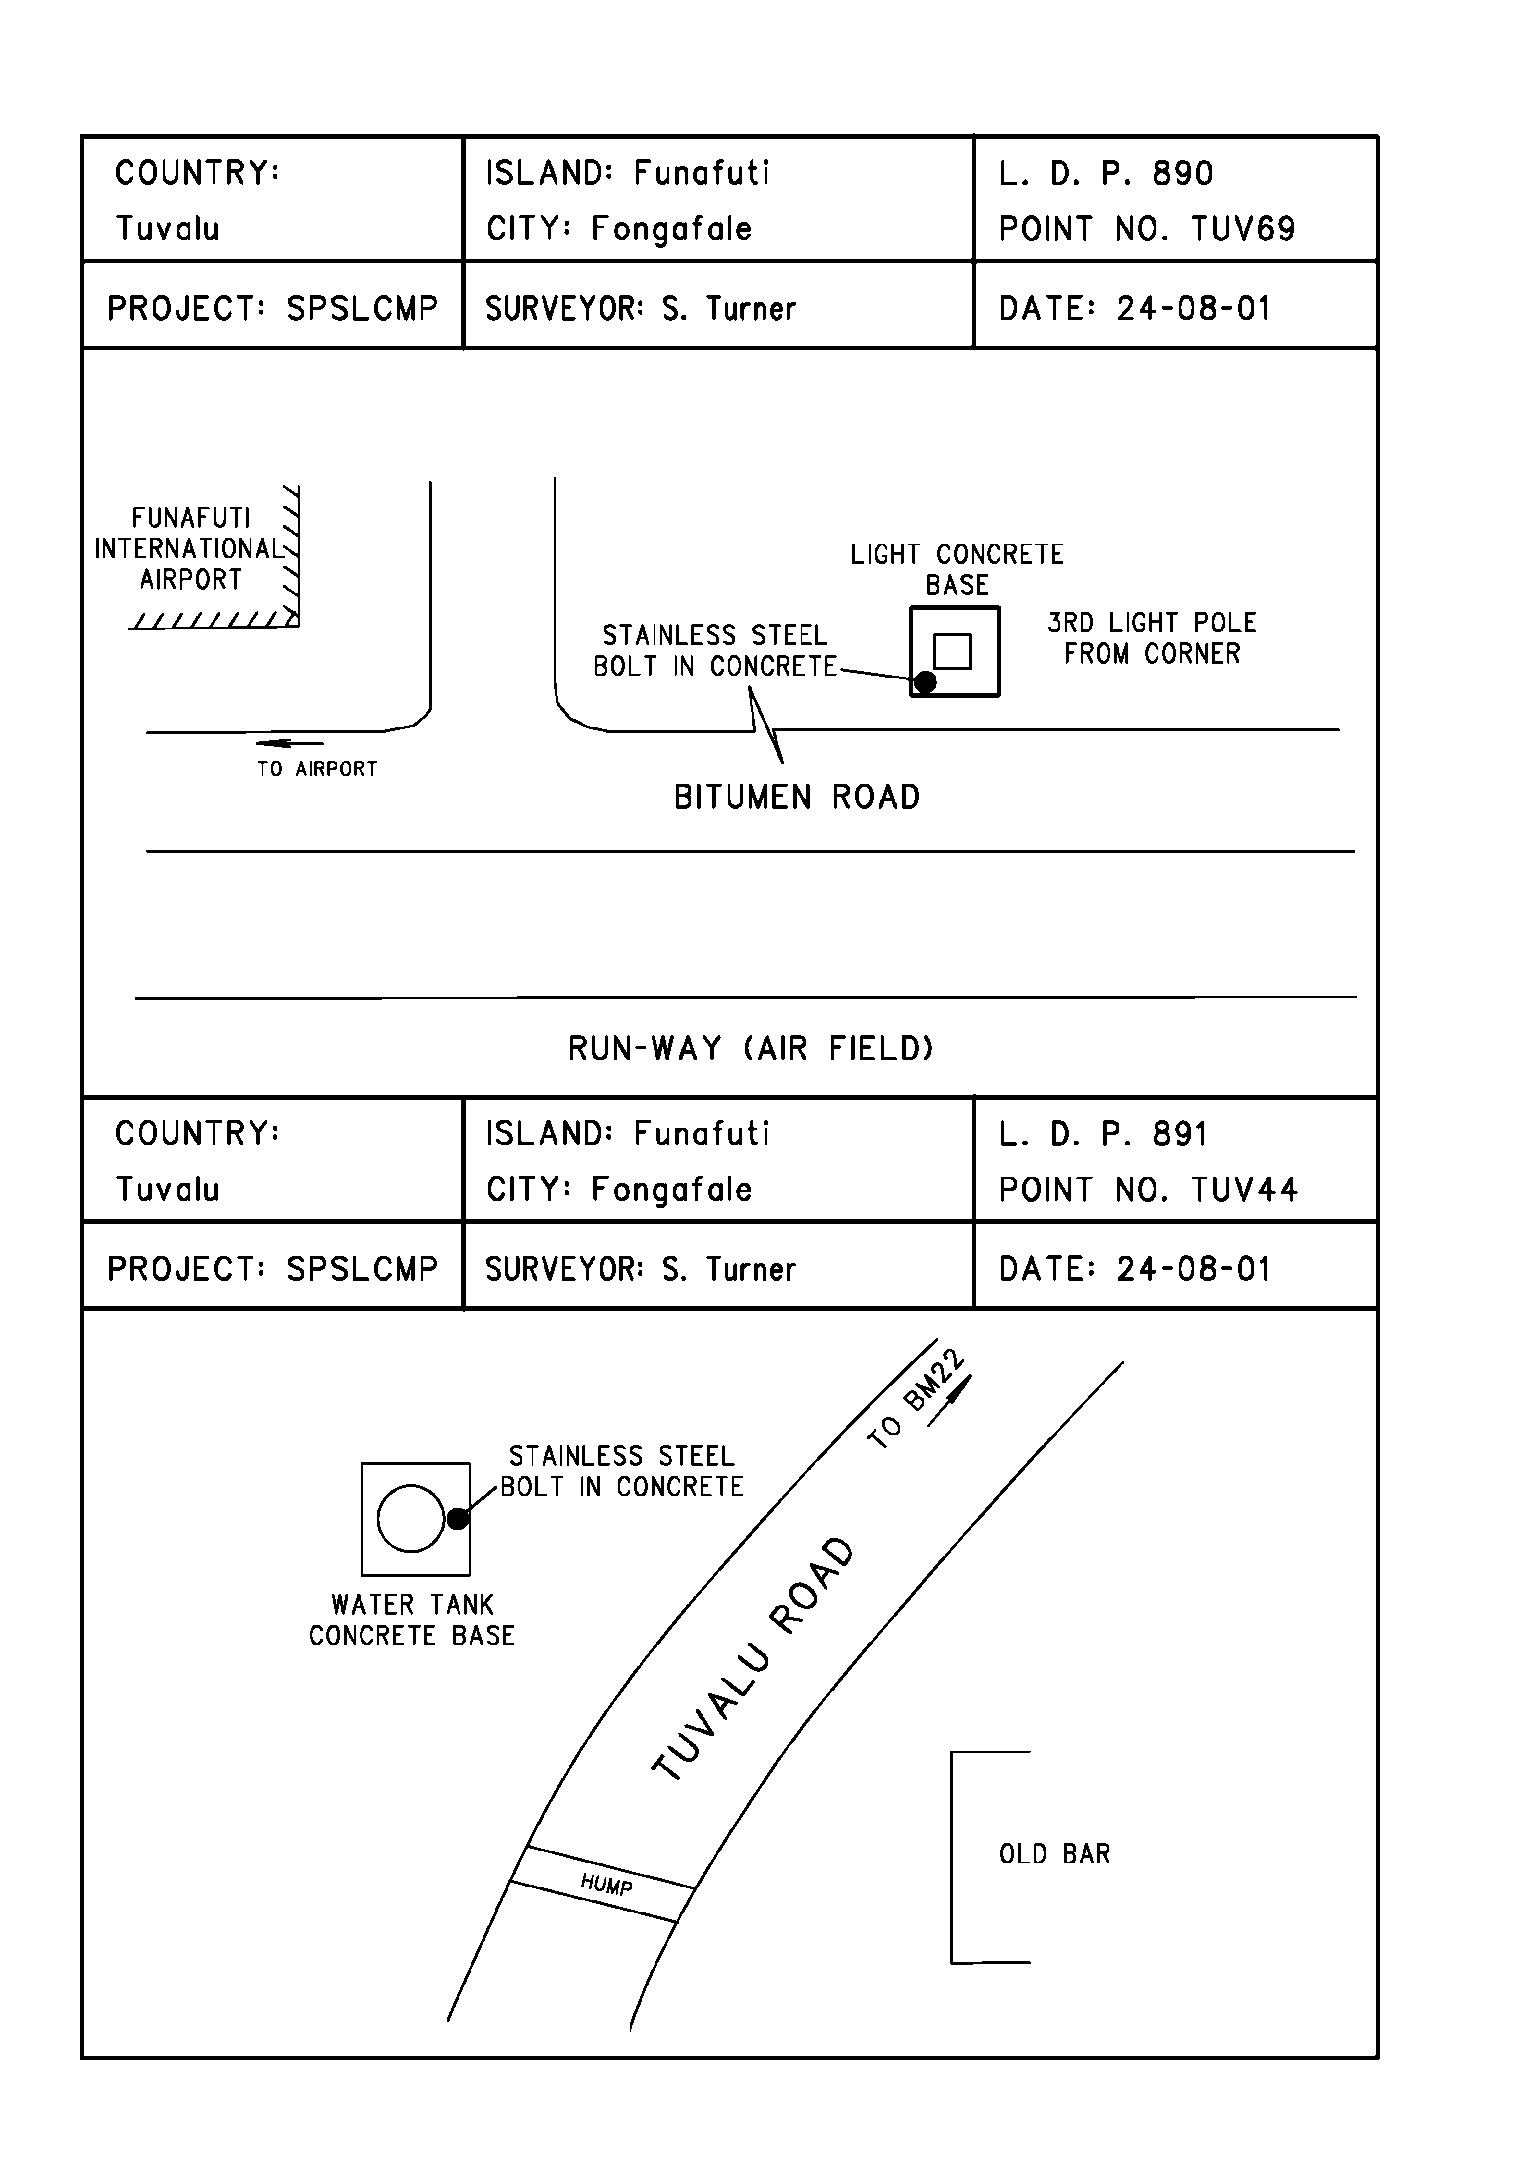 COUNTRY:
Tuvalu
ISLAND: Funafuti
CITY: Fongafale
L. D. P. 890
POINT NO. TUV69
PROJECT: SPSLCMP
SURVEYOR: S. Turner
DATE: 24-08-01
FUNAFUTI
INTERNATIONAL
AIRPORT
LIGHT CONCRETE
BASE
STAINLESS STEEL
BOLT IN CONCRETE
3RD LIGHT POLE
FROM CORNER
TO AIRPORT
BITUMEN ROAD
RUN-WAY (AIR FIELD)
COUNTRY:
Tuvalu
ISLAND: Funafuti
CITY: Fongafale
L. D. P. 891
POINT NO. TUV44
PROJECT: SPSLCMP
SURVEYOR: S. Turner
DATE: 24-08-01
TO BM22
STAINLESS STEEL
BOLT IN CONCRETE
WATER TANK
CONCRETE BASE
TUVALU ROAD
OLD BAR
HUMP